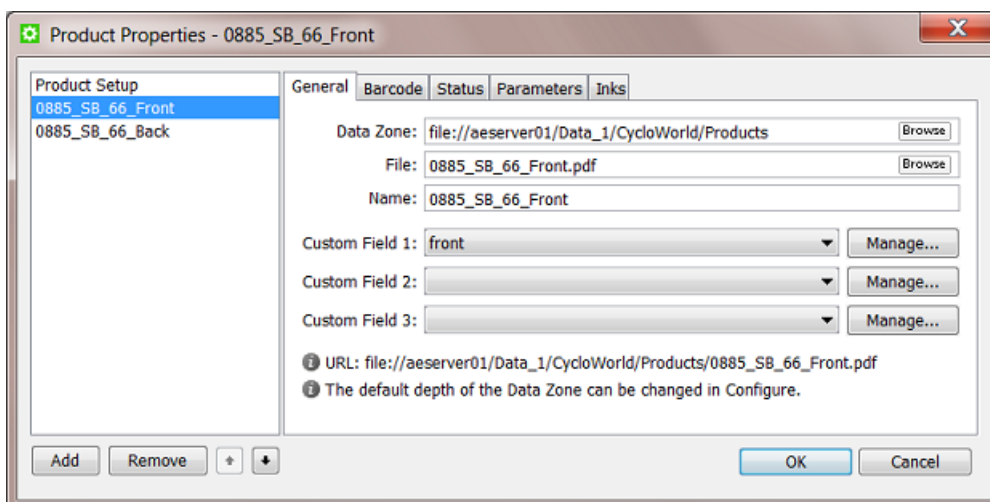 Product Properties - 0885_SB_66_Front
X
Product Setup
0885_SB_66_Front
0885_SB_66_Back
General Barcode Status Parameters Inks
Data Zone: file://aeserver01/Data_1/CycloWorld/Products Browse
File: 0885_SB_66_Front.pdf Browse
Name: 0885_SB_66_Front
Custom Field 1: front Manage...
Custom Field 2: Manage...
Custom Field 3: Manage...
URL: file://aeserver01/Data_1/CycloWorld/Products/0885_SB_66_Front.pdf
The default depth of the Data Zone can be changed in Configure.
Add Remove OK Cancel